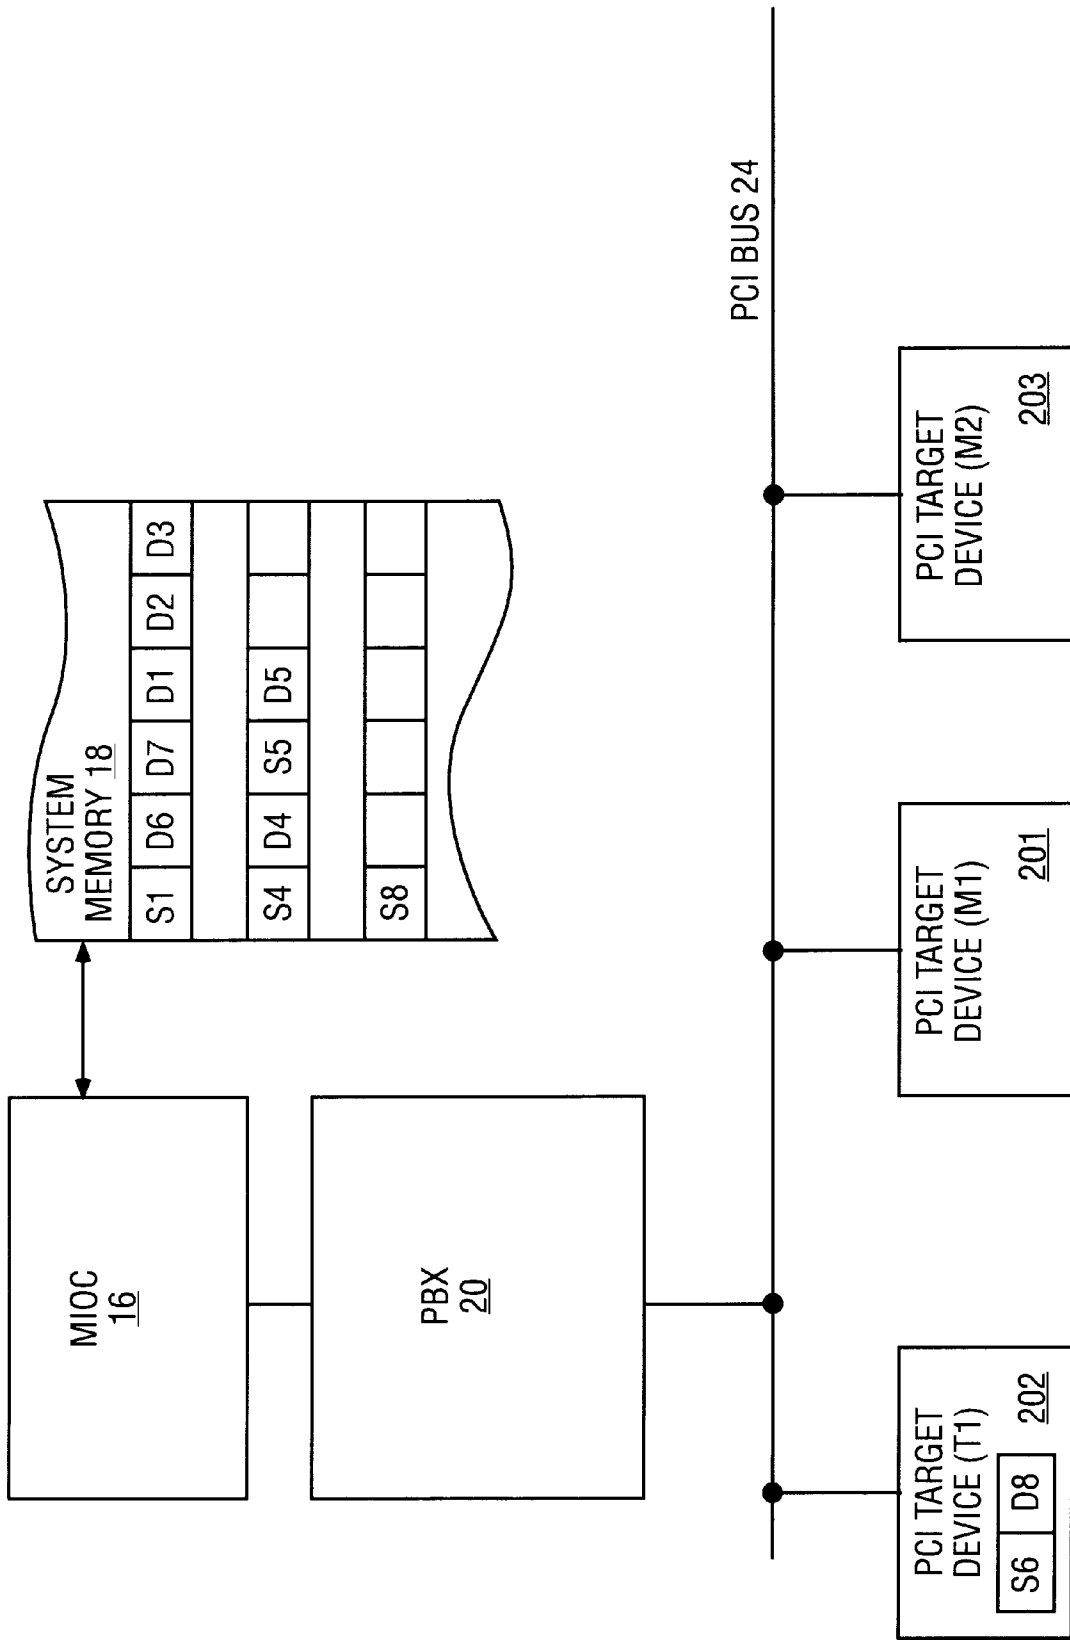 MIOC
16
SYSTEM
MEMORY 18
S1 D6 D7 D1 D2 D3
S4 D4 S5 D5
S8
PBX
20
PCI BUS 24
PCI TARGET
DEVICE (T1)
202
S6 D8
PCI TARGET
DEVICE (M1)
201
PCI TARGET
DEVICE (M2)
203